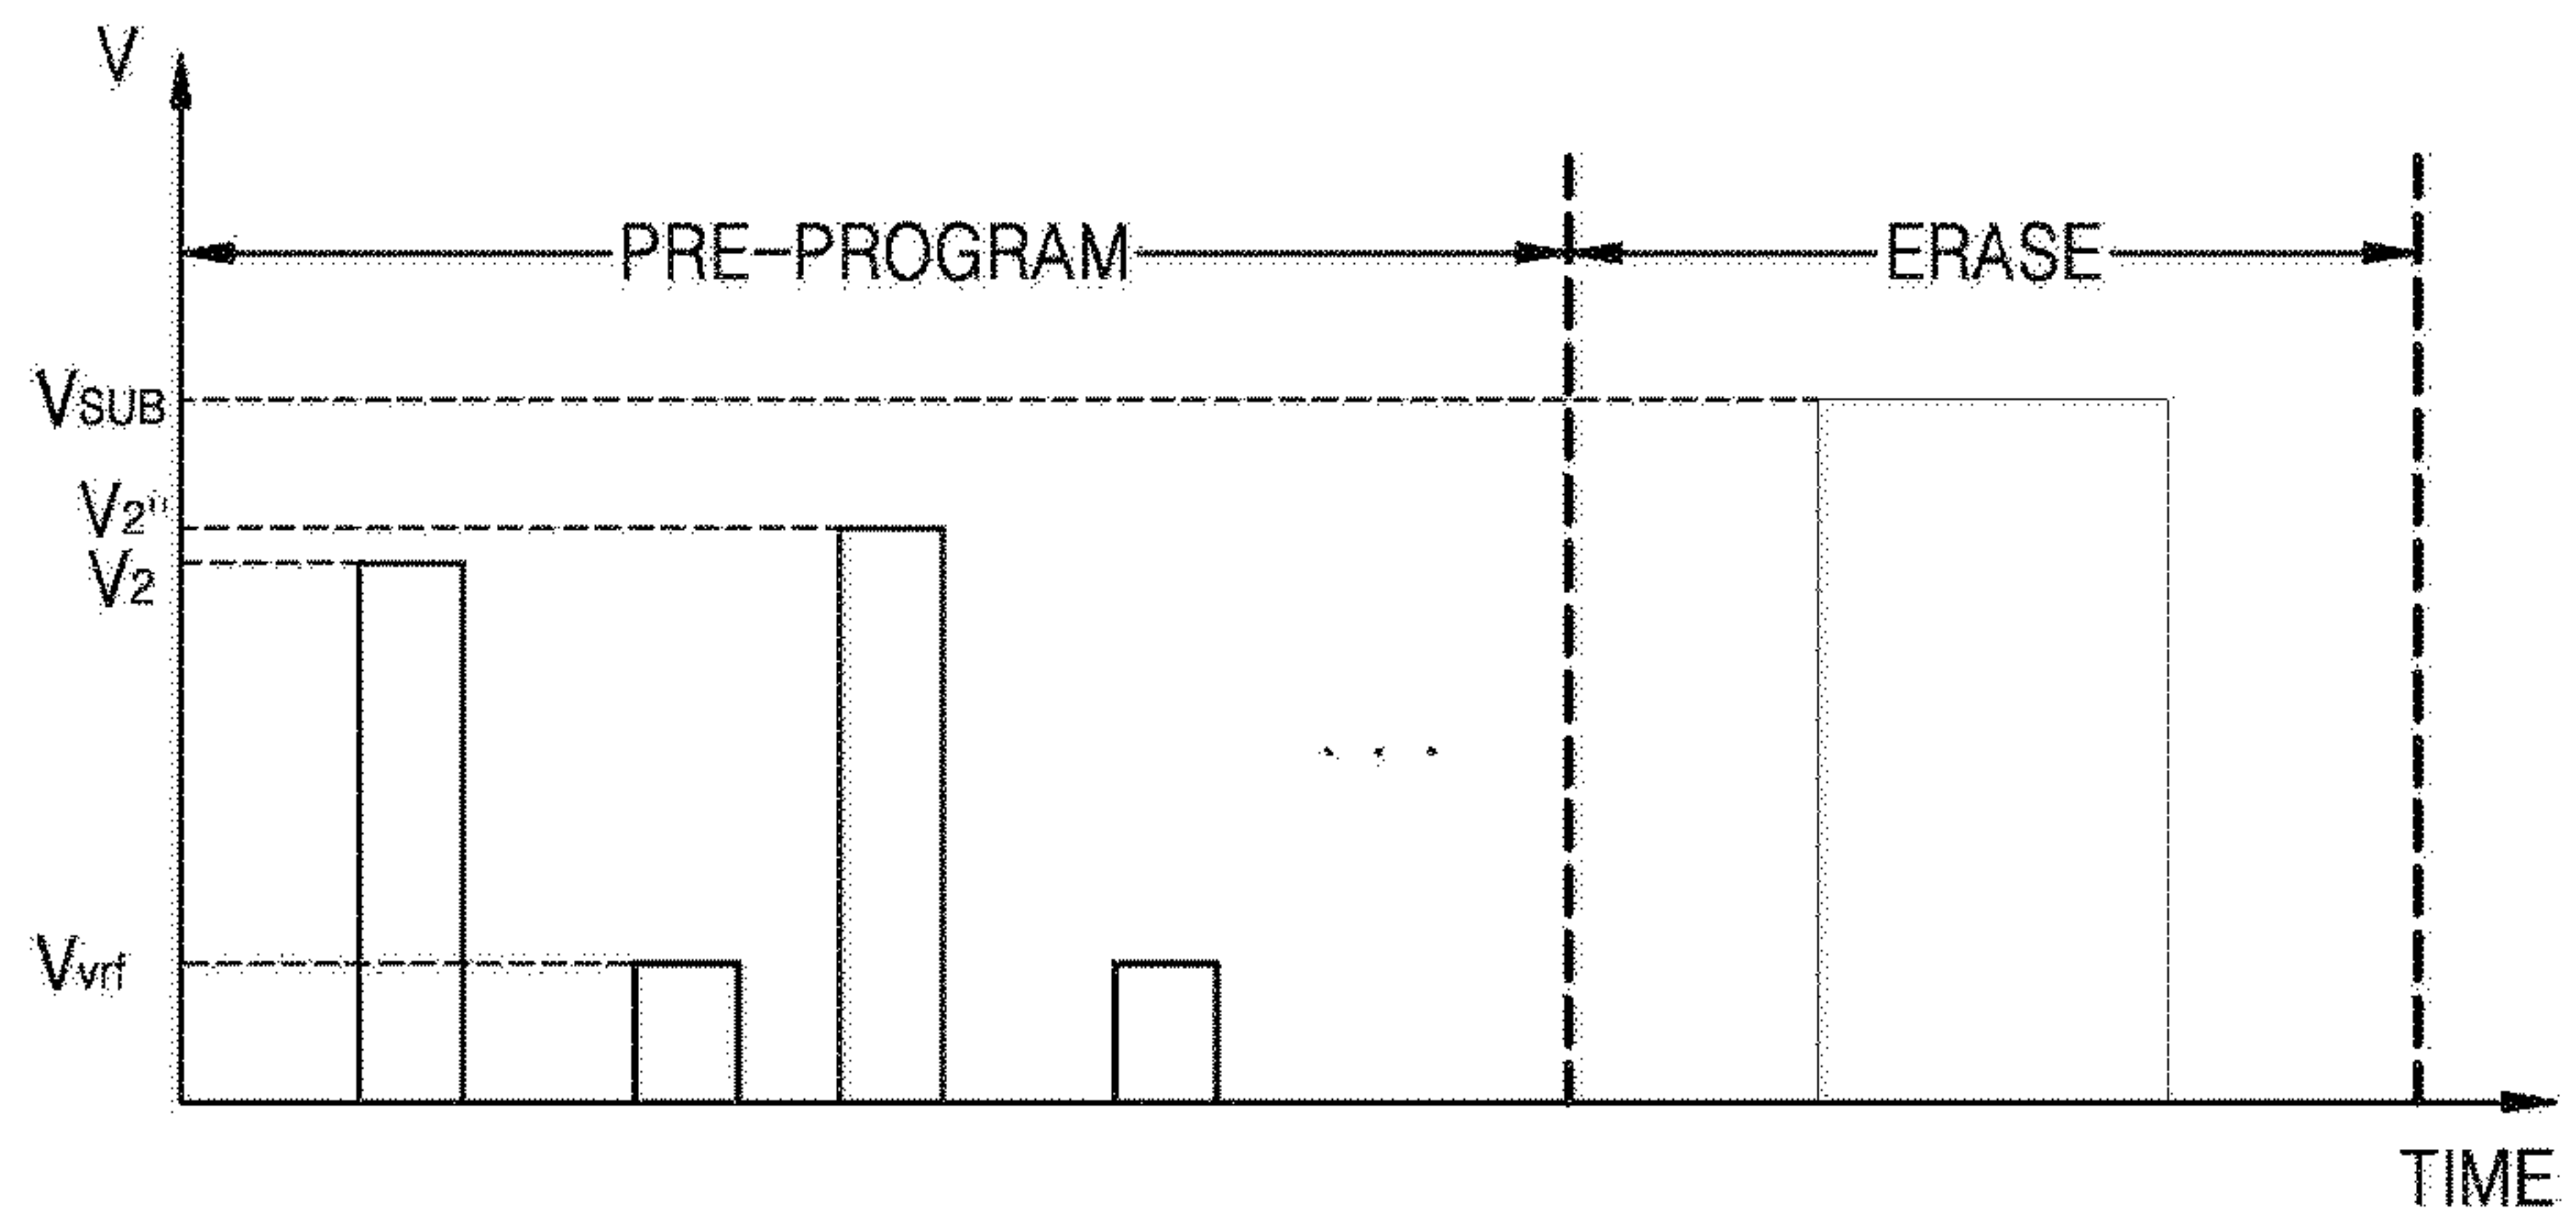 V
PRE-PROGRAM
ERASE
VSUB
V2"
V2
. . .
Vvrf
TIME